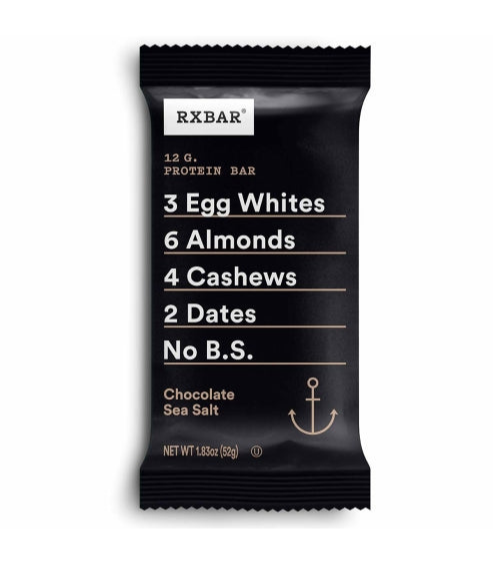 RXBAR®
12 G.
PROTEIN BAR
3 Egg Whites
6 Almonds
4 Cashews
2 Dates
No B.S.
Chocolate
Sea Salt
NET WT 1.83oz (52g) Ⓤ